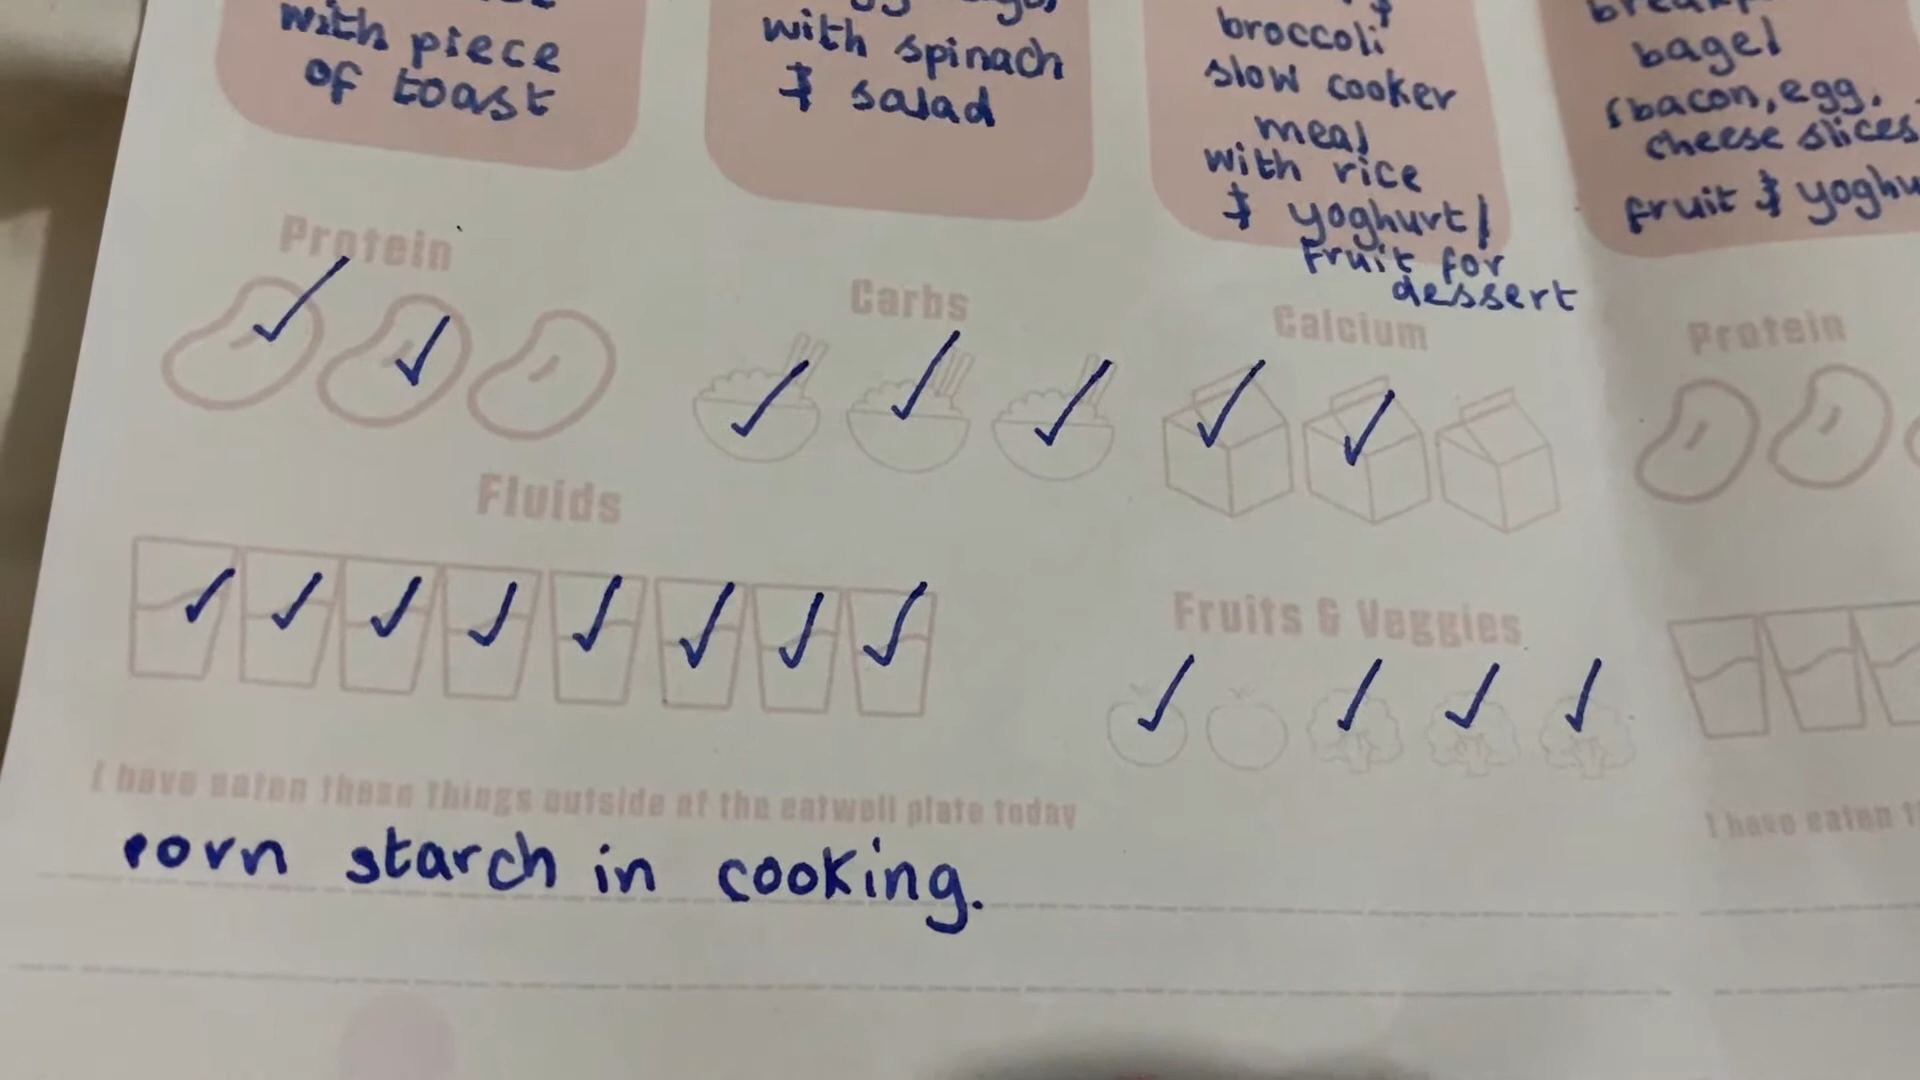 with piece
of toast
with spinach
& salad
broccoli
slow cooker
meal
with rice
& yoghurt/
Fruit for
dessert
bagel
(bacon, egg,
cheese slices
fruit & yoghu
Protein
Carbs
Calcium
Protein
Fluids
Fruits & Veggies
I have eaten these things outside of the eatwell plate today
corn starch in cooking.
I have eaten t